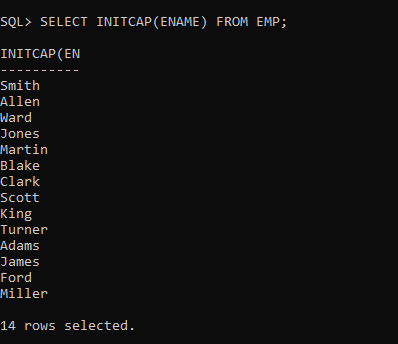 SQL> SELECT INITCAP(ENAME) FROM EMP;
INITCAP(EN
----------
Smith
Allen
Ward
Jones
Martin
Blake
Clark
Scott
King
Turner
Adams
James
Ford
Miller
14 rows selected.